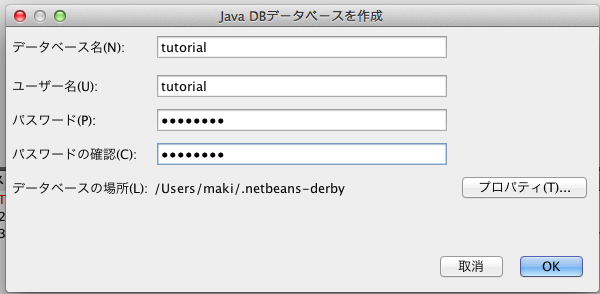 Java DBデータベースを作成
データベース名(N): tutorial
ユーザー名(U): tutorial
パスワード(P): ••••••••
パスワードの確認(C): ••••••••
データベースの場所(L): /Users/maki/.netbeans-derby プロパティ(T)...
取消 OK